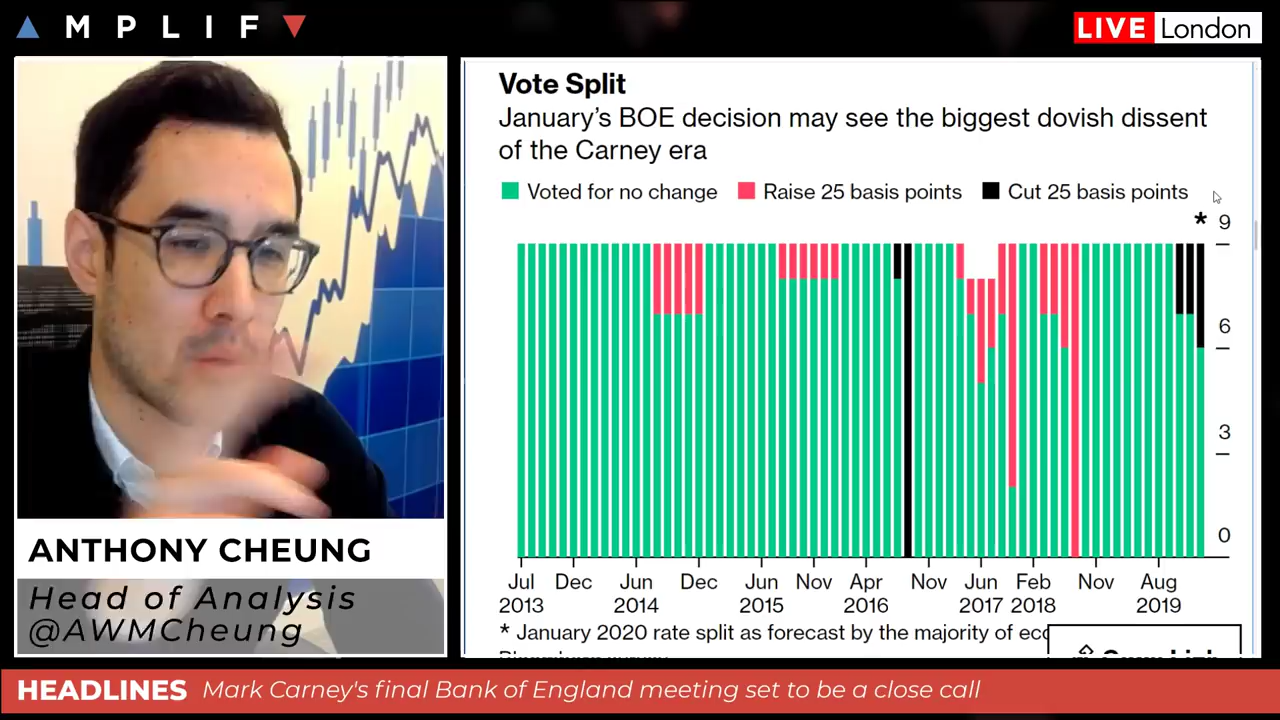 AMPLIFY
LIVE London
Vote Split
January's BOE decision may see the biggest dovish dissent
of the Carney era
Voted for no change Raise 25 basis points Cut 25 basis points
*
9
6
3
0
Jul Dec Jun Dec Jun Nov Apr Nov Jun Feb Nov Aug
2013 2014 2015 2016 2017 2018 2019
* January 2020 rate split as forecast by the majority of
ANTHONY CHEUNG
Head of Analysis
@AWMCheung
HEADLINES Mark Carney's final Bank of England meeting set to be a close call